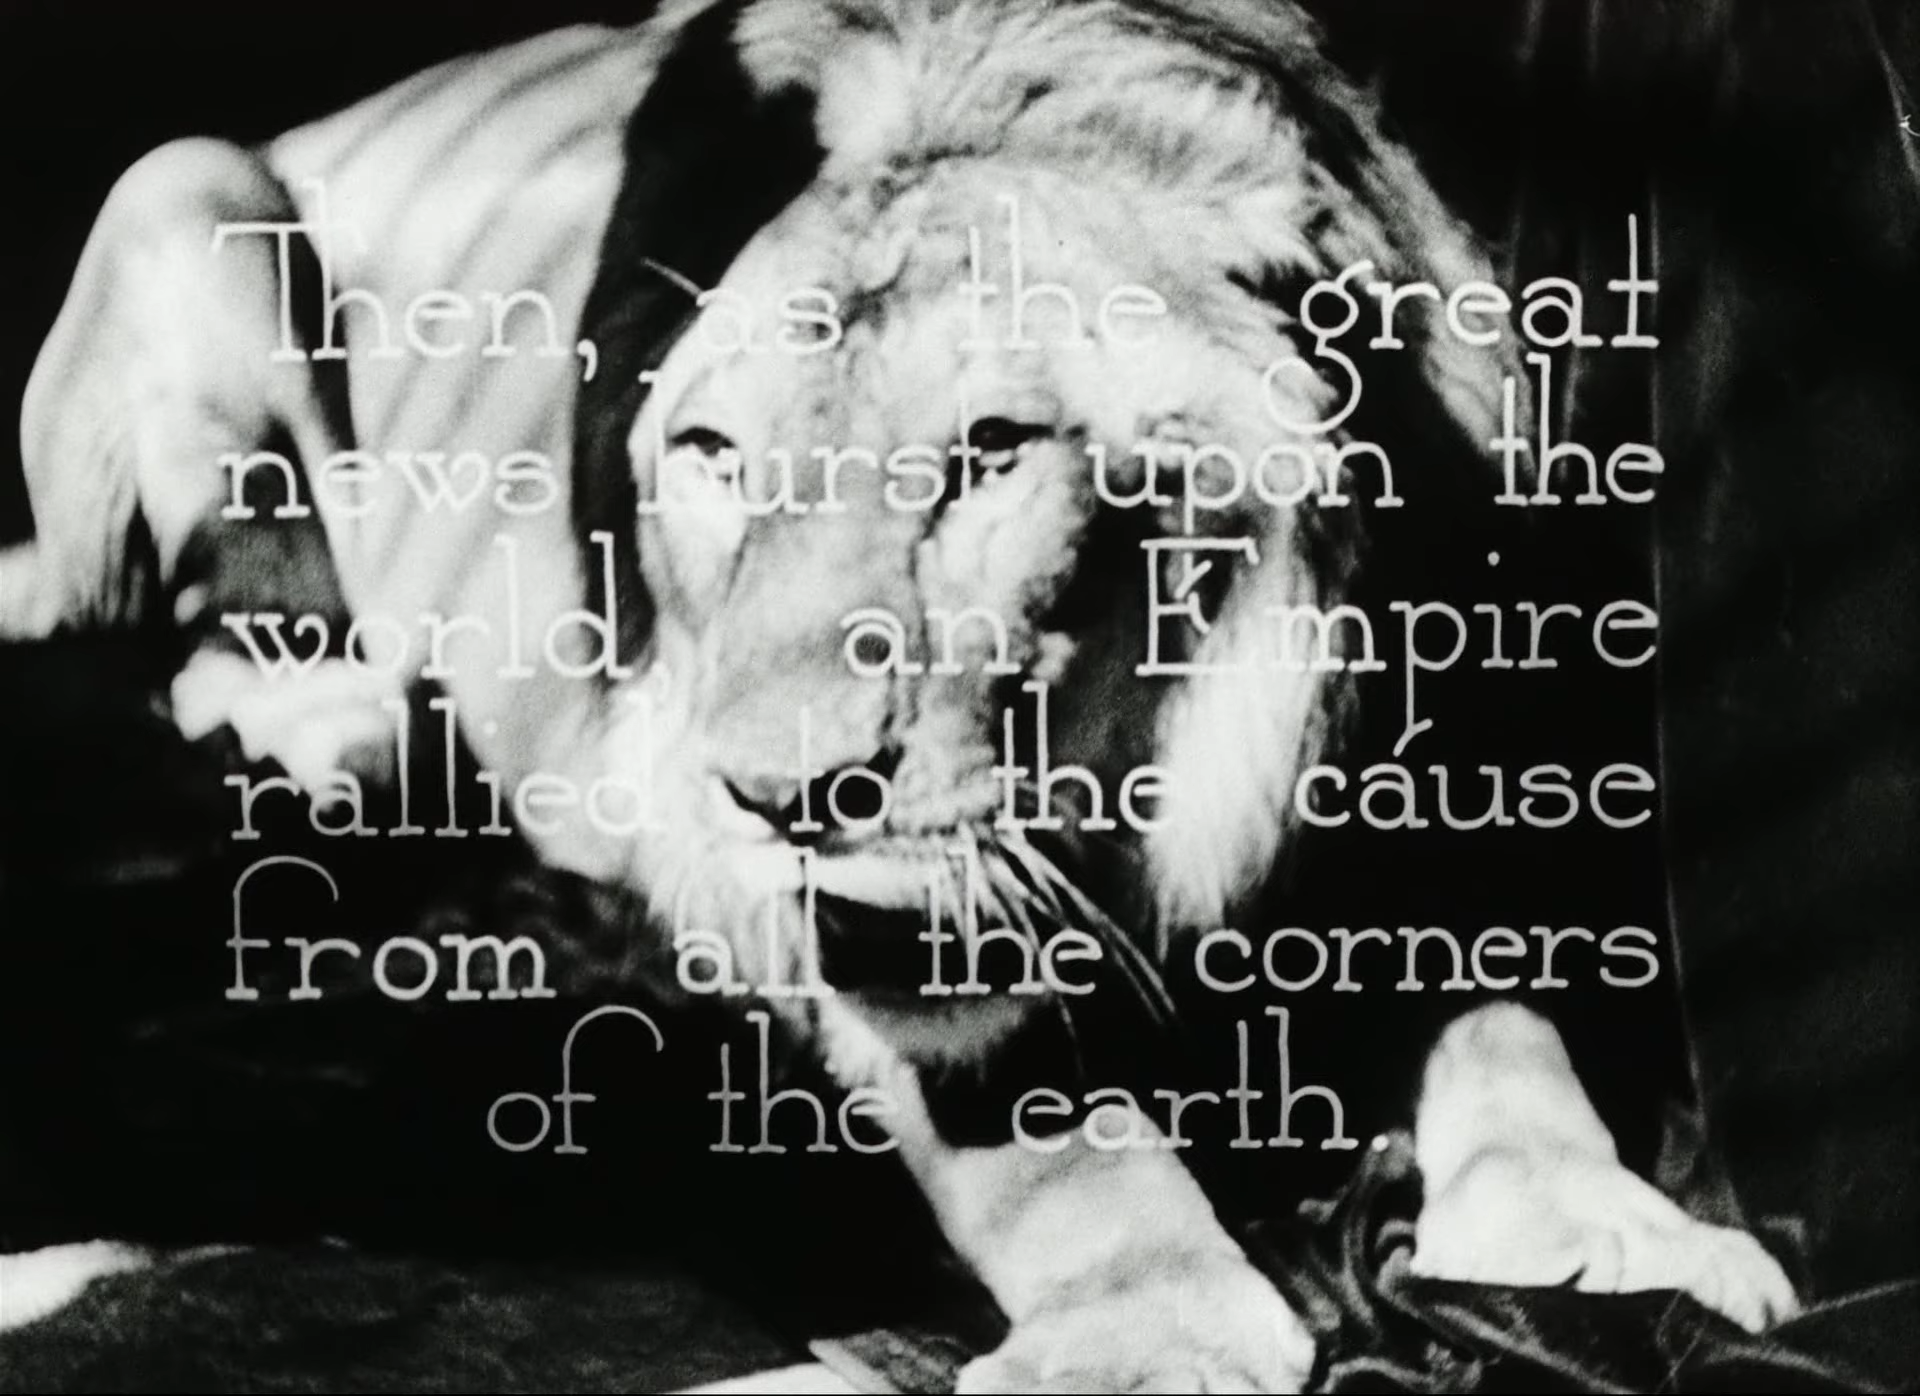 Then, as the great
news burst upon the
world, an Empire
rallied to the cause
from all the corners
of the earth.